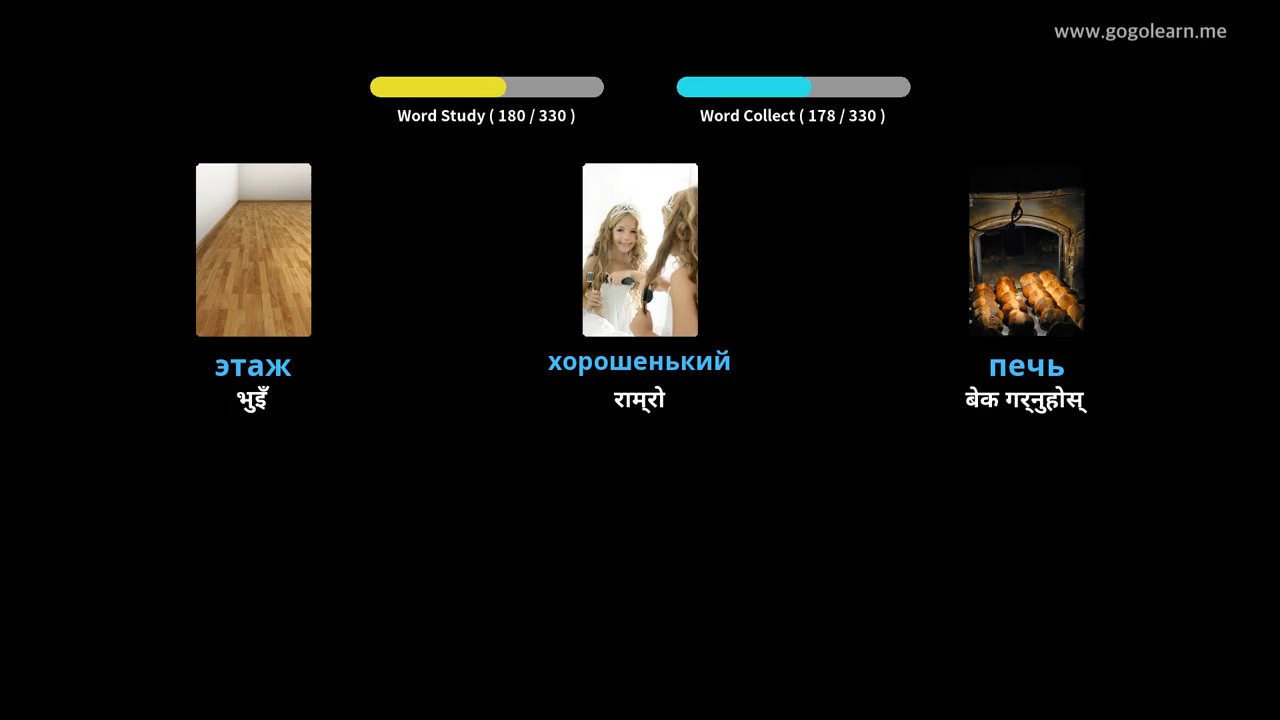 www.gogolearn.me
Word Study ( 180 / 330 )
Word Collect ( 178 / 330 )
этаж
хорошенький
печь
भुइँ
राम्रो
बेक गर्नुहोस्